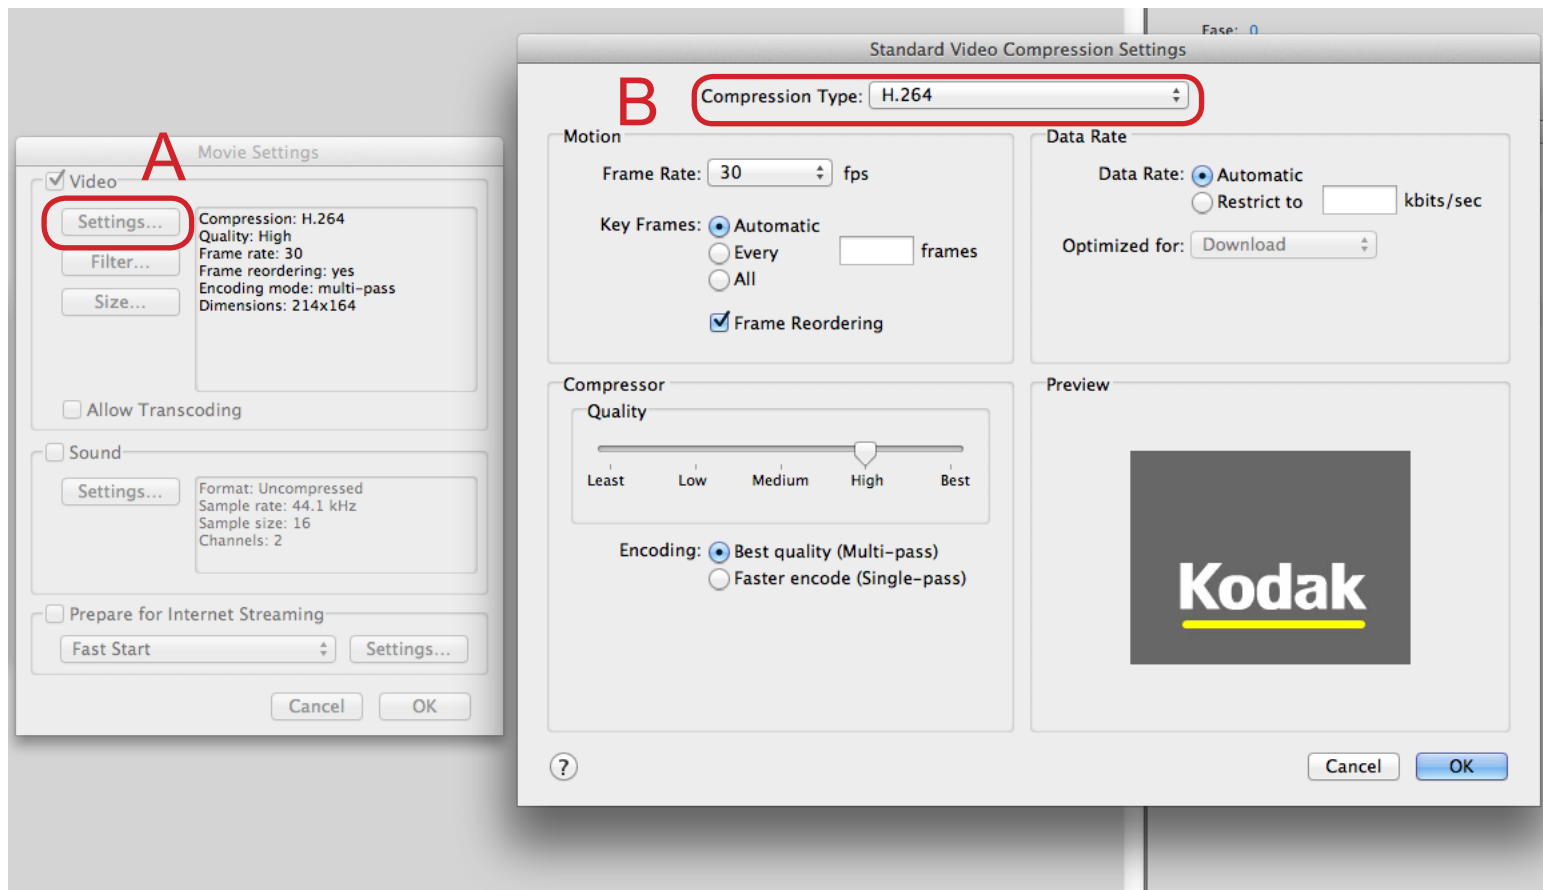 Ease: 0
Standard Video Compression Settings
B
Compression Type: H.264
A
Movie Settings
Video
Settings...
Compression: H.264
Quality: High
Frame rate: 30
Frame reordering: yes
Encoding mode: multi-pass
Dimensions: 214x164
Filter...
Size...
Allow Transcoding
Sound
Settings...
Format: Uncompressed
Sample rate: 44.1 kHz
Sample size: 16
Channels: 2
Prepare for Internet Streaming
Fast Start
Settings...
Cancel OK
Motion
Frame Rate: 30 fps
Key Frames: Automatic
Every frames
All
Frame Reordering
Data Rate
Data Rate: Automatic
Restrict to kbits/sec
Optimized for: Download
Compressor
Quality
Least Low Medium High Best
Encoding: Best quality (Multi-pass)
Faster encode (Single-pass)
Preview
Kodak
?
Cancel OK